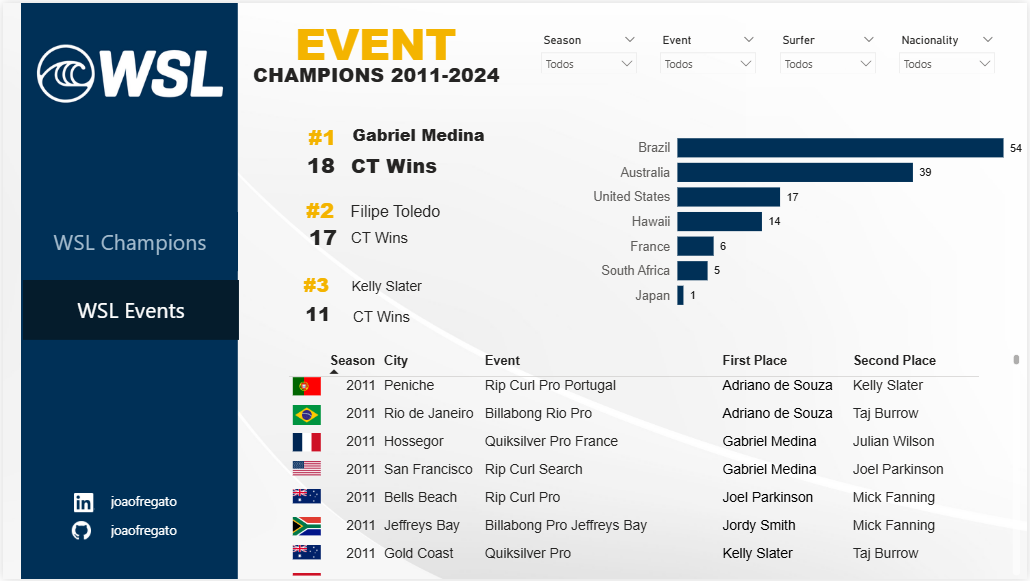 WSL
WSL Champions
WSL Events
joaofregato
joaofregato
EVENT
CHAMPIONS 2011-2024
Season Event Surfer Nacionality
Todos Todos Todos Todos
#1 Gabriel Medina
18 CT Wins
#2 Filipe Toledo
17 CT Wins
#3 Kelly Slater
11 CT Wins
Brazil 54
Australia 39
United States 17
Hawaii 14
France 6
South Africa 5
Japan 1
Season City Event First Place Second Place
2011 Peniche Rip Curl Pro Portugal Adriano de Souza Kelly Slater
2011 Rio de Janeiro Billabong Rio Pro Adriano de Souza Taj Burrow
2011 Hossegor Quiksilver Pro France Gabriel Medina Julian Wilson
2011 San Francisco Rip Curl Search Gabriel Medina Joel Parkinson
2011 Bells Beach Rip Curl Pro Joel Parkinson Mick Fanning
2011 Jeffreys Bay Billabong Pro Jeffreys Bay Jordy Smith Mick Fanning
2011 Gold Coast Quiksilver Pro Kelly Slater Taj Burrow